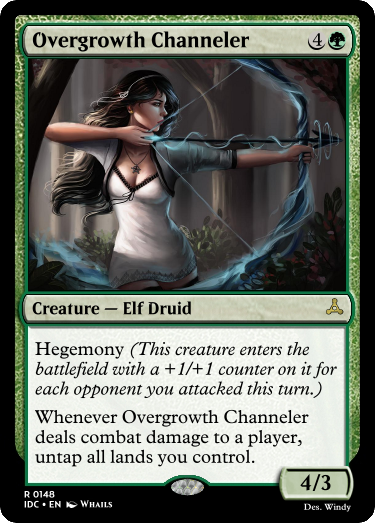 Overgrowth Channeler 4
Creature — Elf Druid
Hegemony (This creature enters the
battlefield with a +1/+1 counter on it for
each opponent you attacked this turn.)
Whenever Overgrowth Channeler
deals combat damage to a player,
untap all lands you control.
4/3
R 0148
IDC • EN Whails
Des. Windy